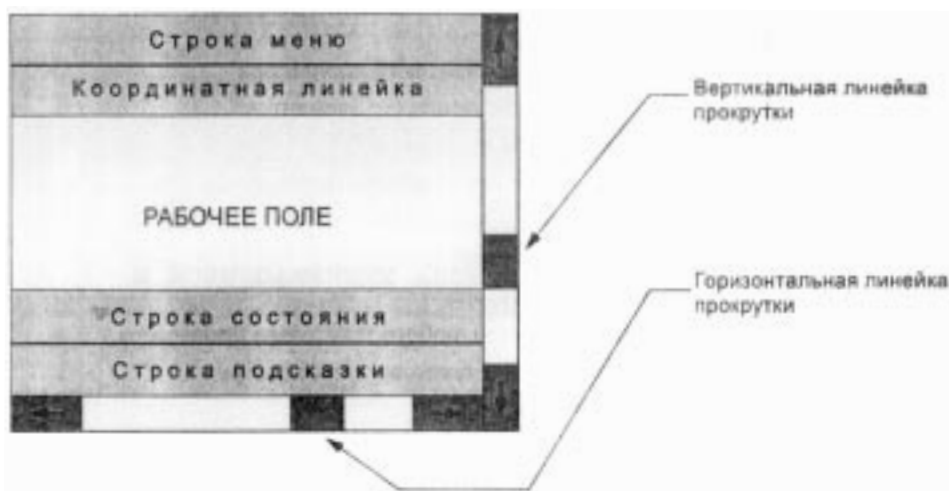 Строка меню
Координатная линейка
Вертикальная линейка
прокрутки
РАБОЧЕЕ ПОЛЕ
Горизонтальная линейка
прокрутки
Строка состояния
Строка подсказки